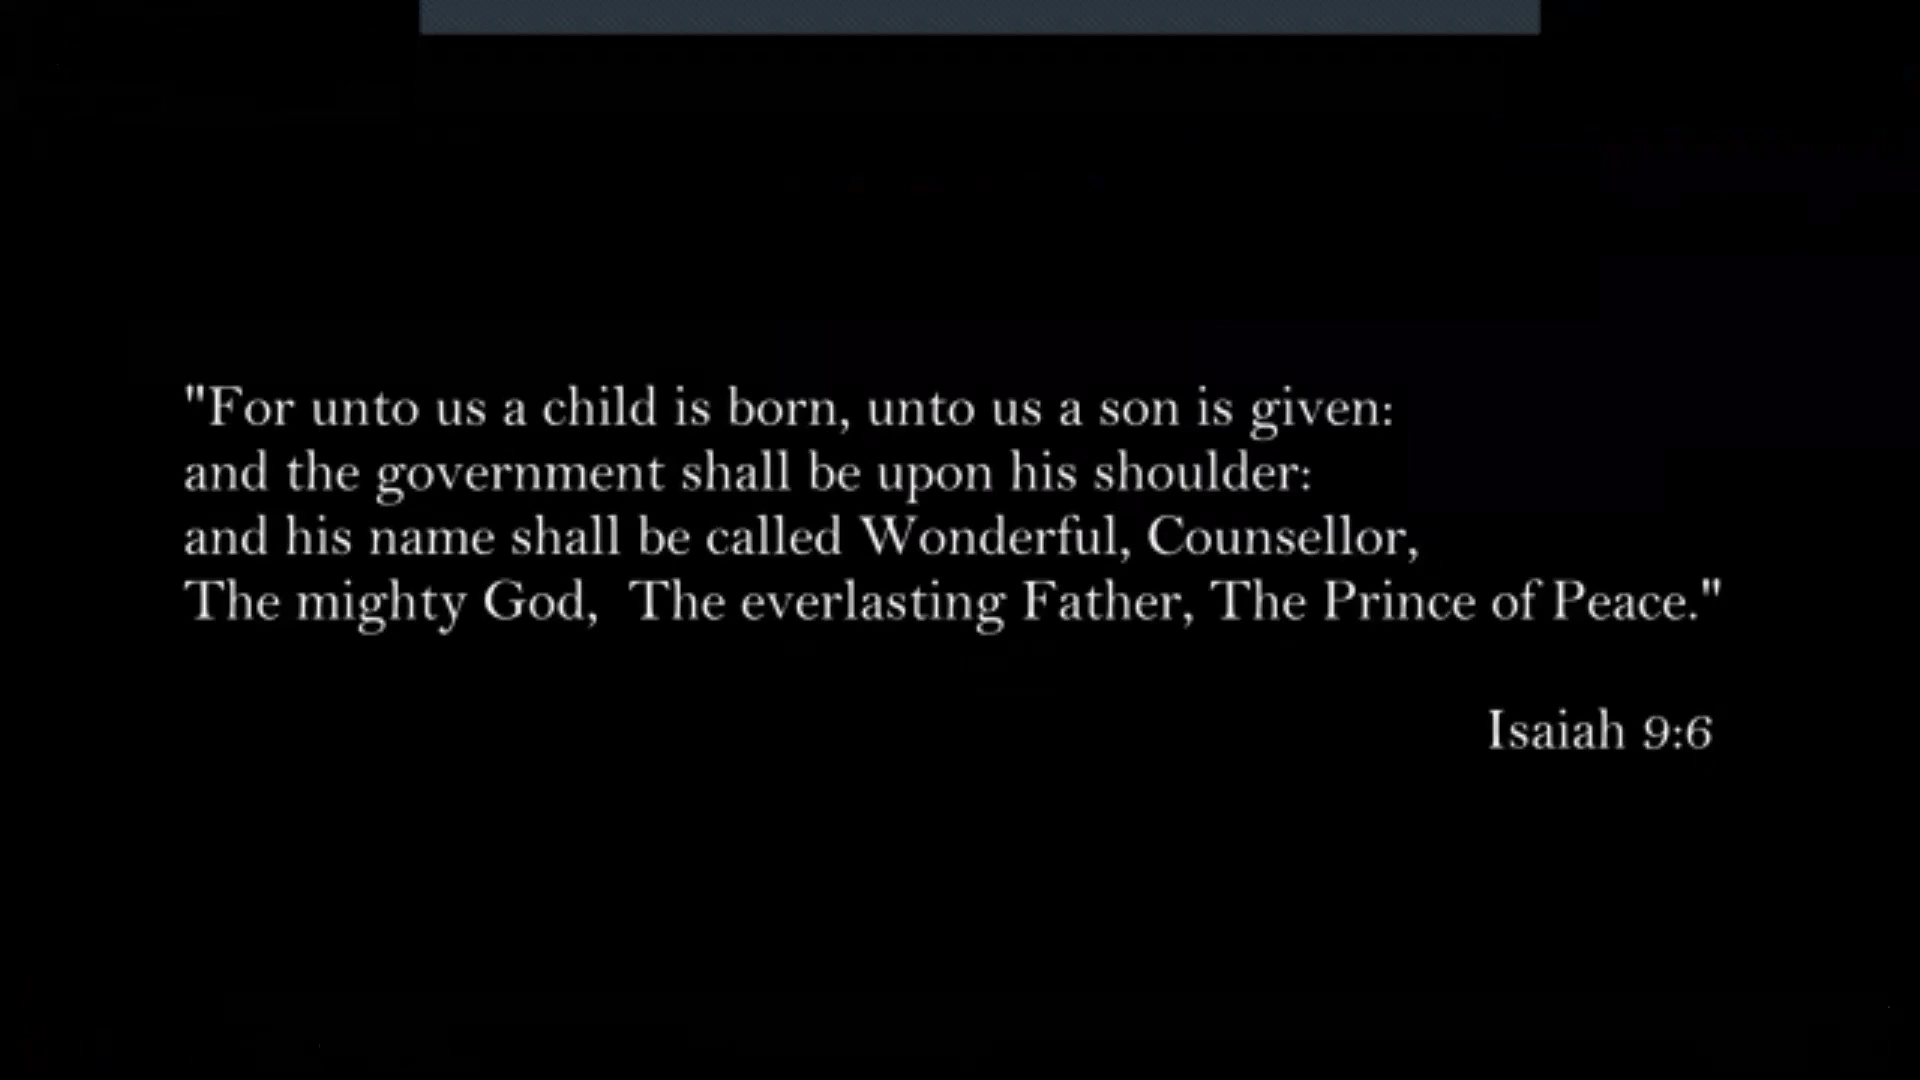 "For unto us a child is born, unto us a son is given:
and the government shall be upon his shoulder:
and his name shall be called Wonderful, Counsellor,
The mighty God,  The everlasting Father, The Prince of Peace."
Isaiah 9:6